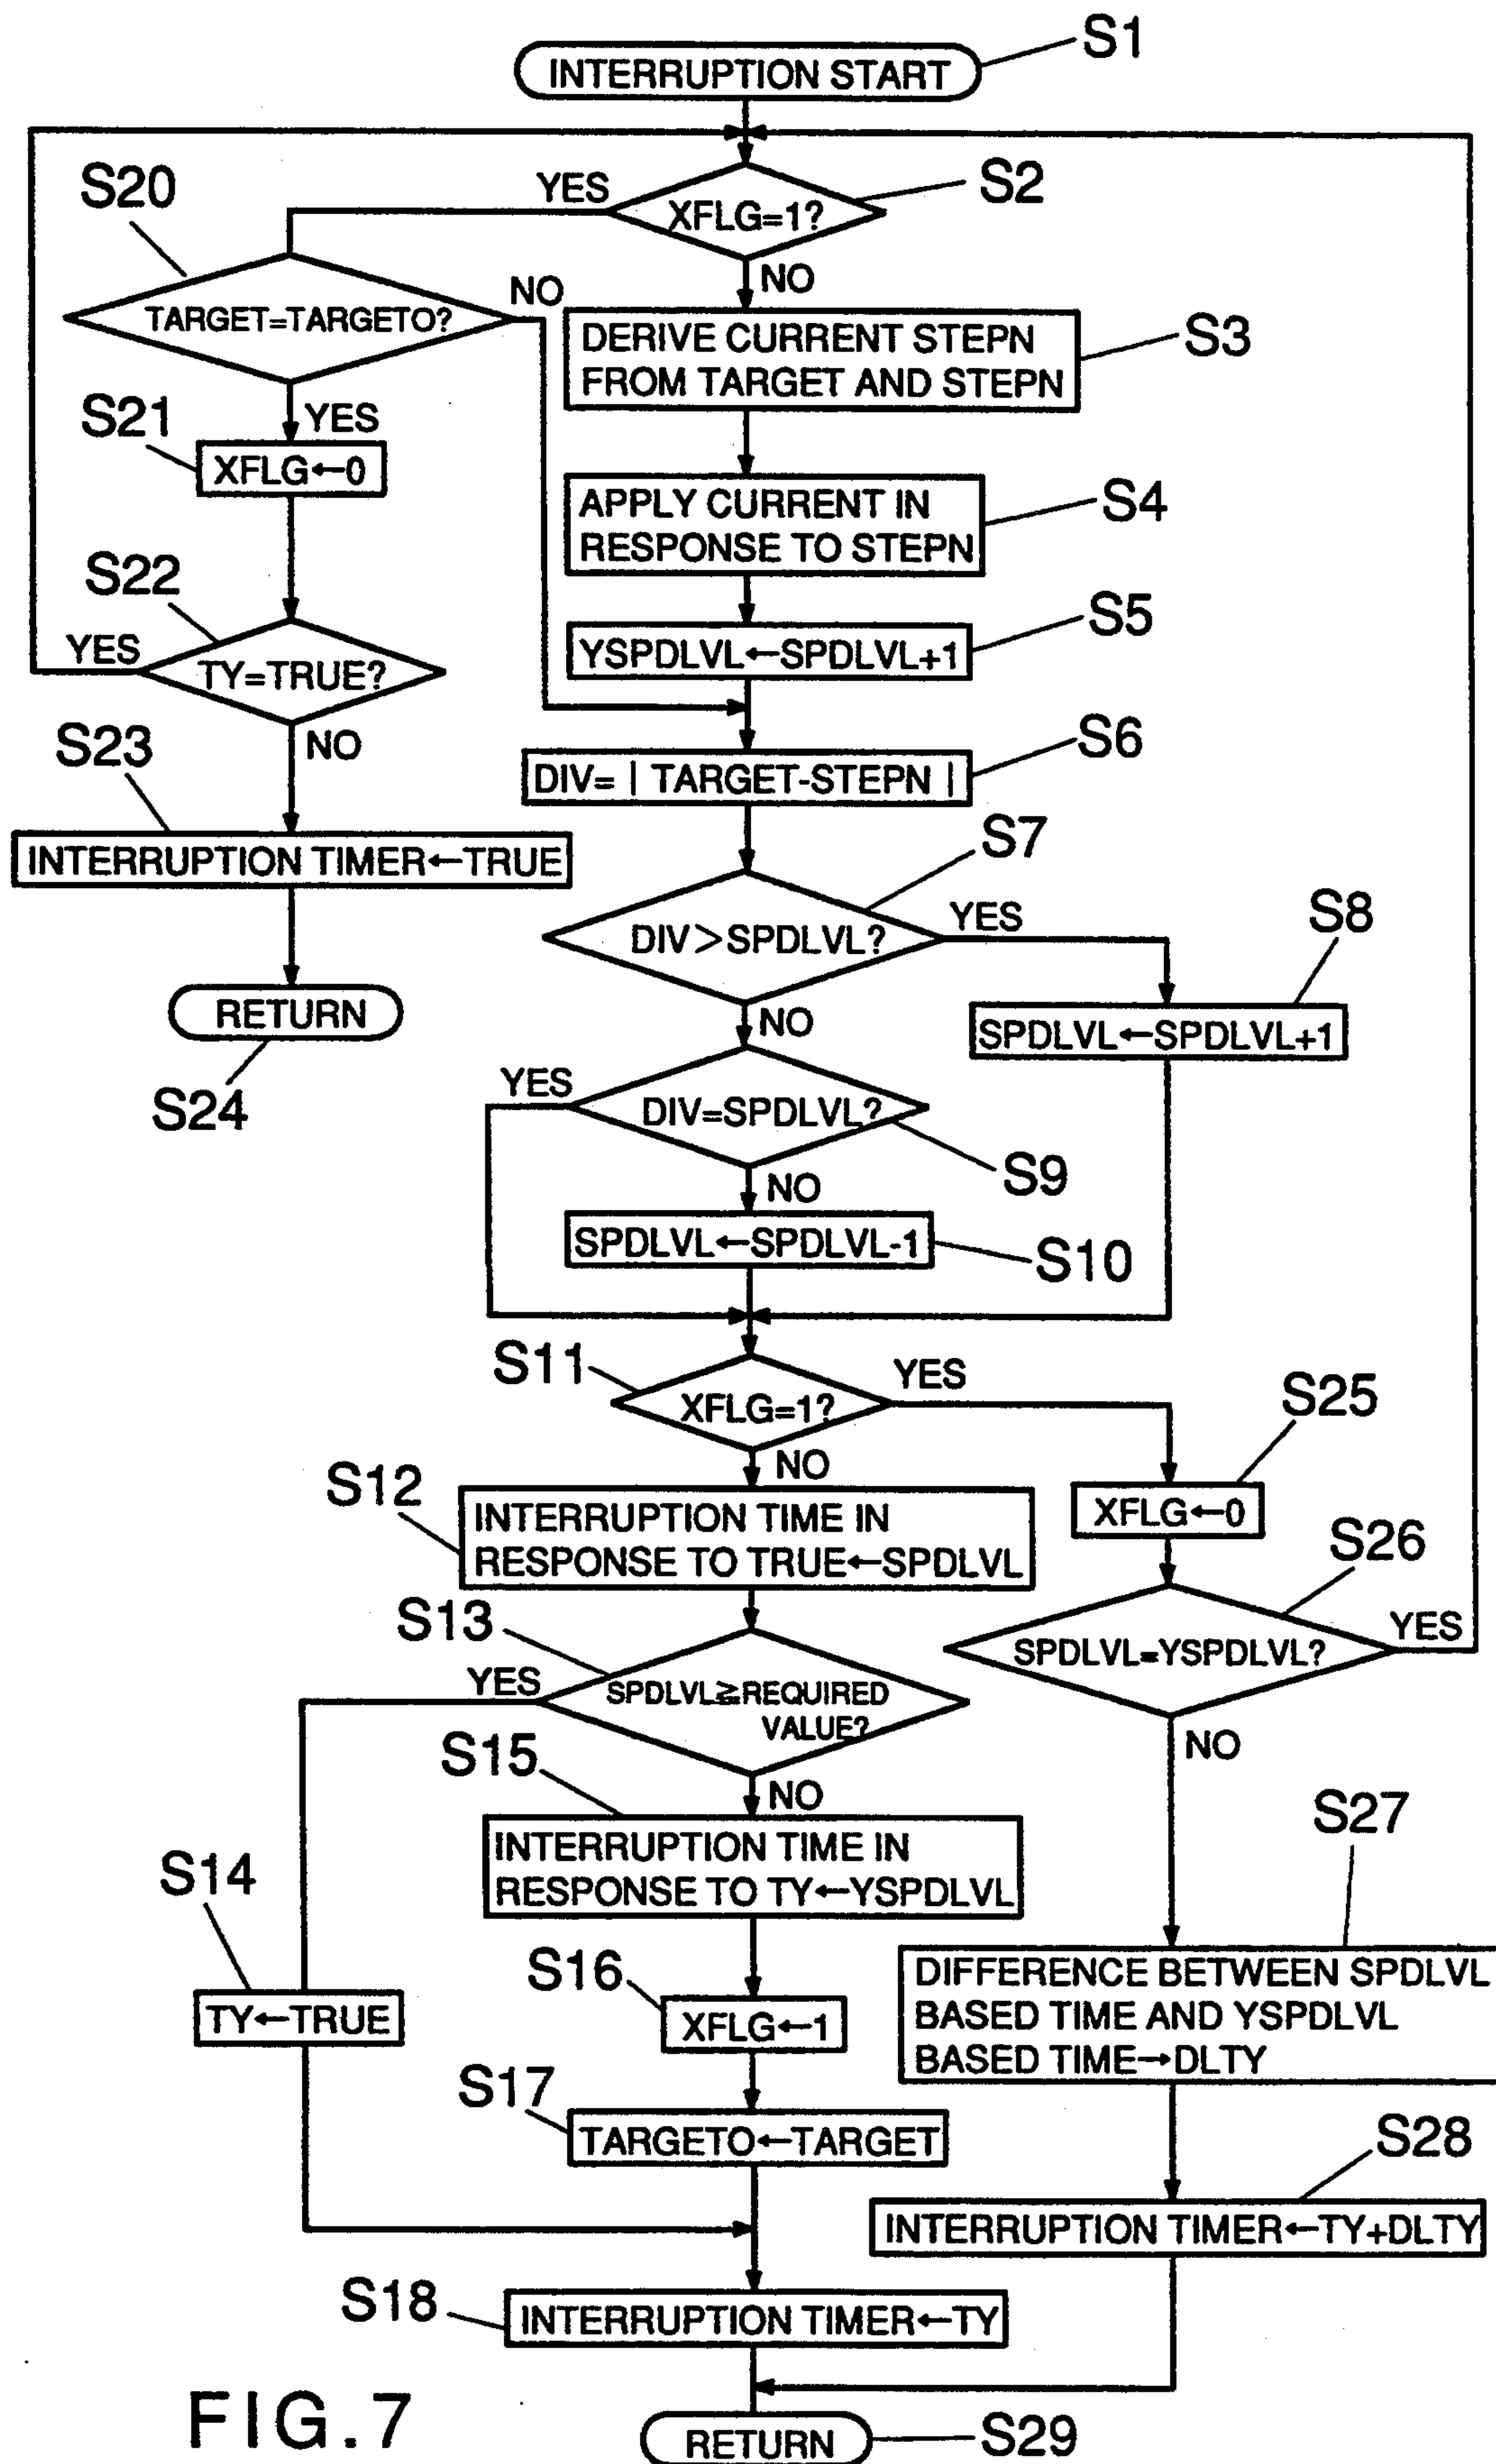 S1
INTERRUPTION START
S2
YES
XFLG=1?
NO
S20
TARGET=TARGETO?
NO
S3
DERIVE CURRENT STEPN
FROM TARGET AND STEPN
S21
YES
XFLG←0
S4
APPLY CURRENT IN
RESPONSE TO STEPN
S22
YES
TY=TRUE?
NO
S5
YSPDLVL←SPDLVL+1
S23
INTERRUPTION TIMER←TRUE
S6
DIV= | TARGET-STEPN |
S7
DIV>SPDLVL?
YES
NO
S8
SPDLVL←SPDLVL+1
RETURN
S24
YES
DIV=SPDLVL?
S9
NO
SPDLVL←SPDLVL-1
S10
S11
XFLG=1?
YES
NO
S25
XFLG←0
S12
INTERRUPTION TIME IN
RESPONSE TO TRUE←SPDLVL
S26
SPDLVL=YSPDLVL?
YES
NO
S13
YES
SPDLVL≧REQUIRED
VALUE?
NO
S15
INTERRUPTION TIME IN
RESPONSE TO TY←YSPDLVL
S14
TY←TRUE
S27
DIFFERENCE BETWEEN SPDLVL
BASED TIME AND YSPDLVL
BASED TIME→DLTY
S16
XFLG←1
S17
TARGETO←TARGET
S28
INTERRUPTION TIMER←TY+DLTY
S18
INTERRUPTION TIMER←TY
RETURN
S29
FIG.7